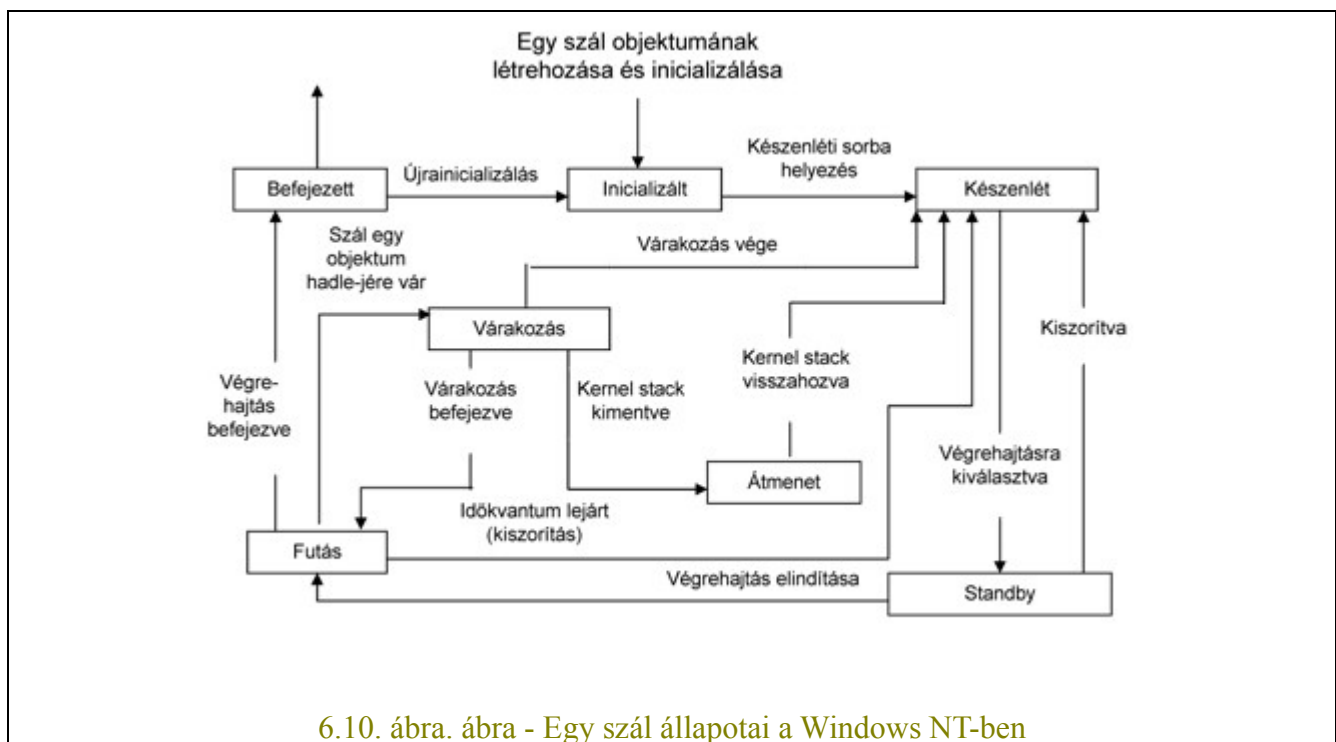 Egy szál objektumának
létrehozása és inicializálása
Készenléti sorba
helyezés
Újrainicializálás
Befejezett
Inicializált
Készenlét
Szál egy
objektum
hadle-jére vár
Várakozás vége
Várakozás
Kiszorítva
Végre-
hajtás
befejezve
Várakozás
befejezve
Kernel stack
kimentve
Kernel stack
visszahozva
Átmenet
Végrehajtásra
kiválasztva
Idökvantum lejárt
(kiszorítás)
Futás
Végrehajtás elindítása
Standby
6.10. ábra. ábra - Egy szál állapotai a Windows NT-ben